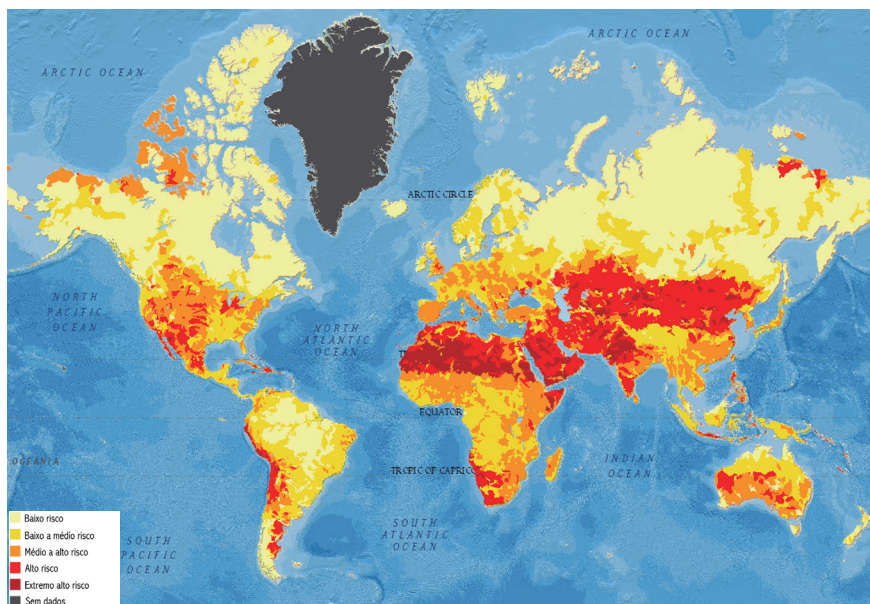 ARCTIC OCEAN
ARCTIC OCEAN
ARCTIC CIRCLE
NORTH
PACIFIC
OCEAN
NORTH
ATLANTIC
OCEAN
T
EQUATOR
OCEANIA
INDIAN
OCEAN
TROPIC OF CAPRICO
SOUTH
PACIFIC
OCEAN
SOUTH
ATLANTIC
OCEAN
Baixo risco
Baixo a médio risco
Médio a alto risco
Alto risco
Extremo alto risco
Sem dados